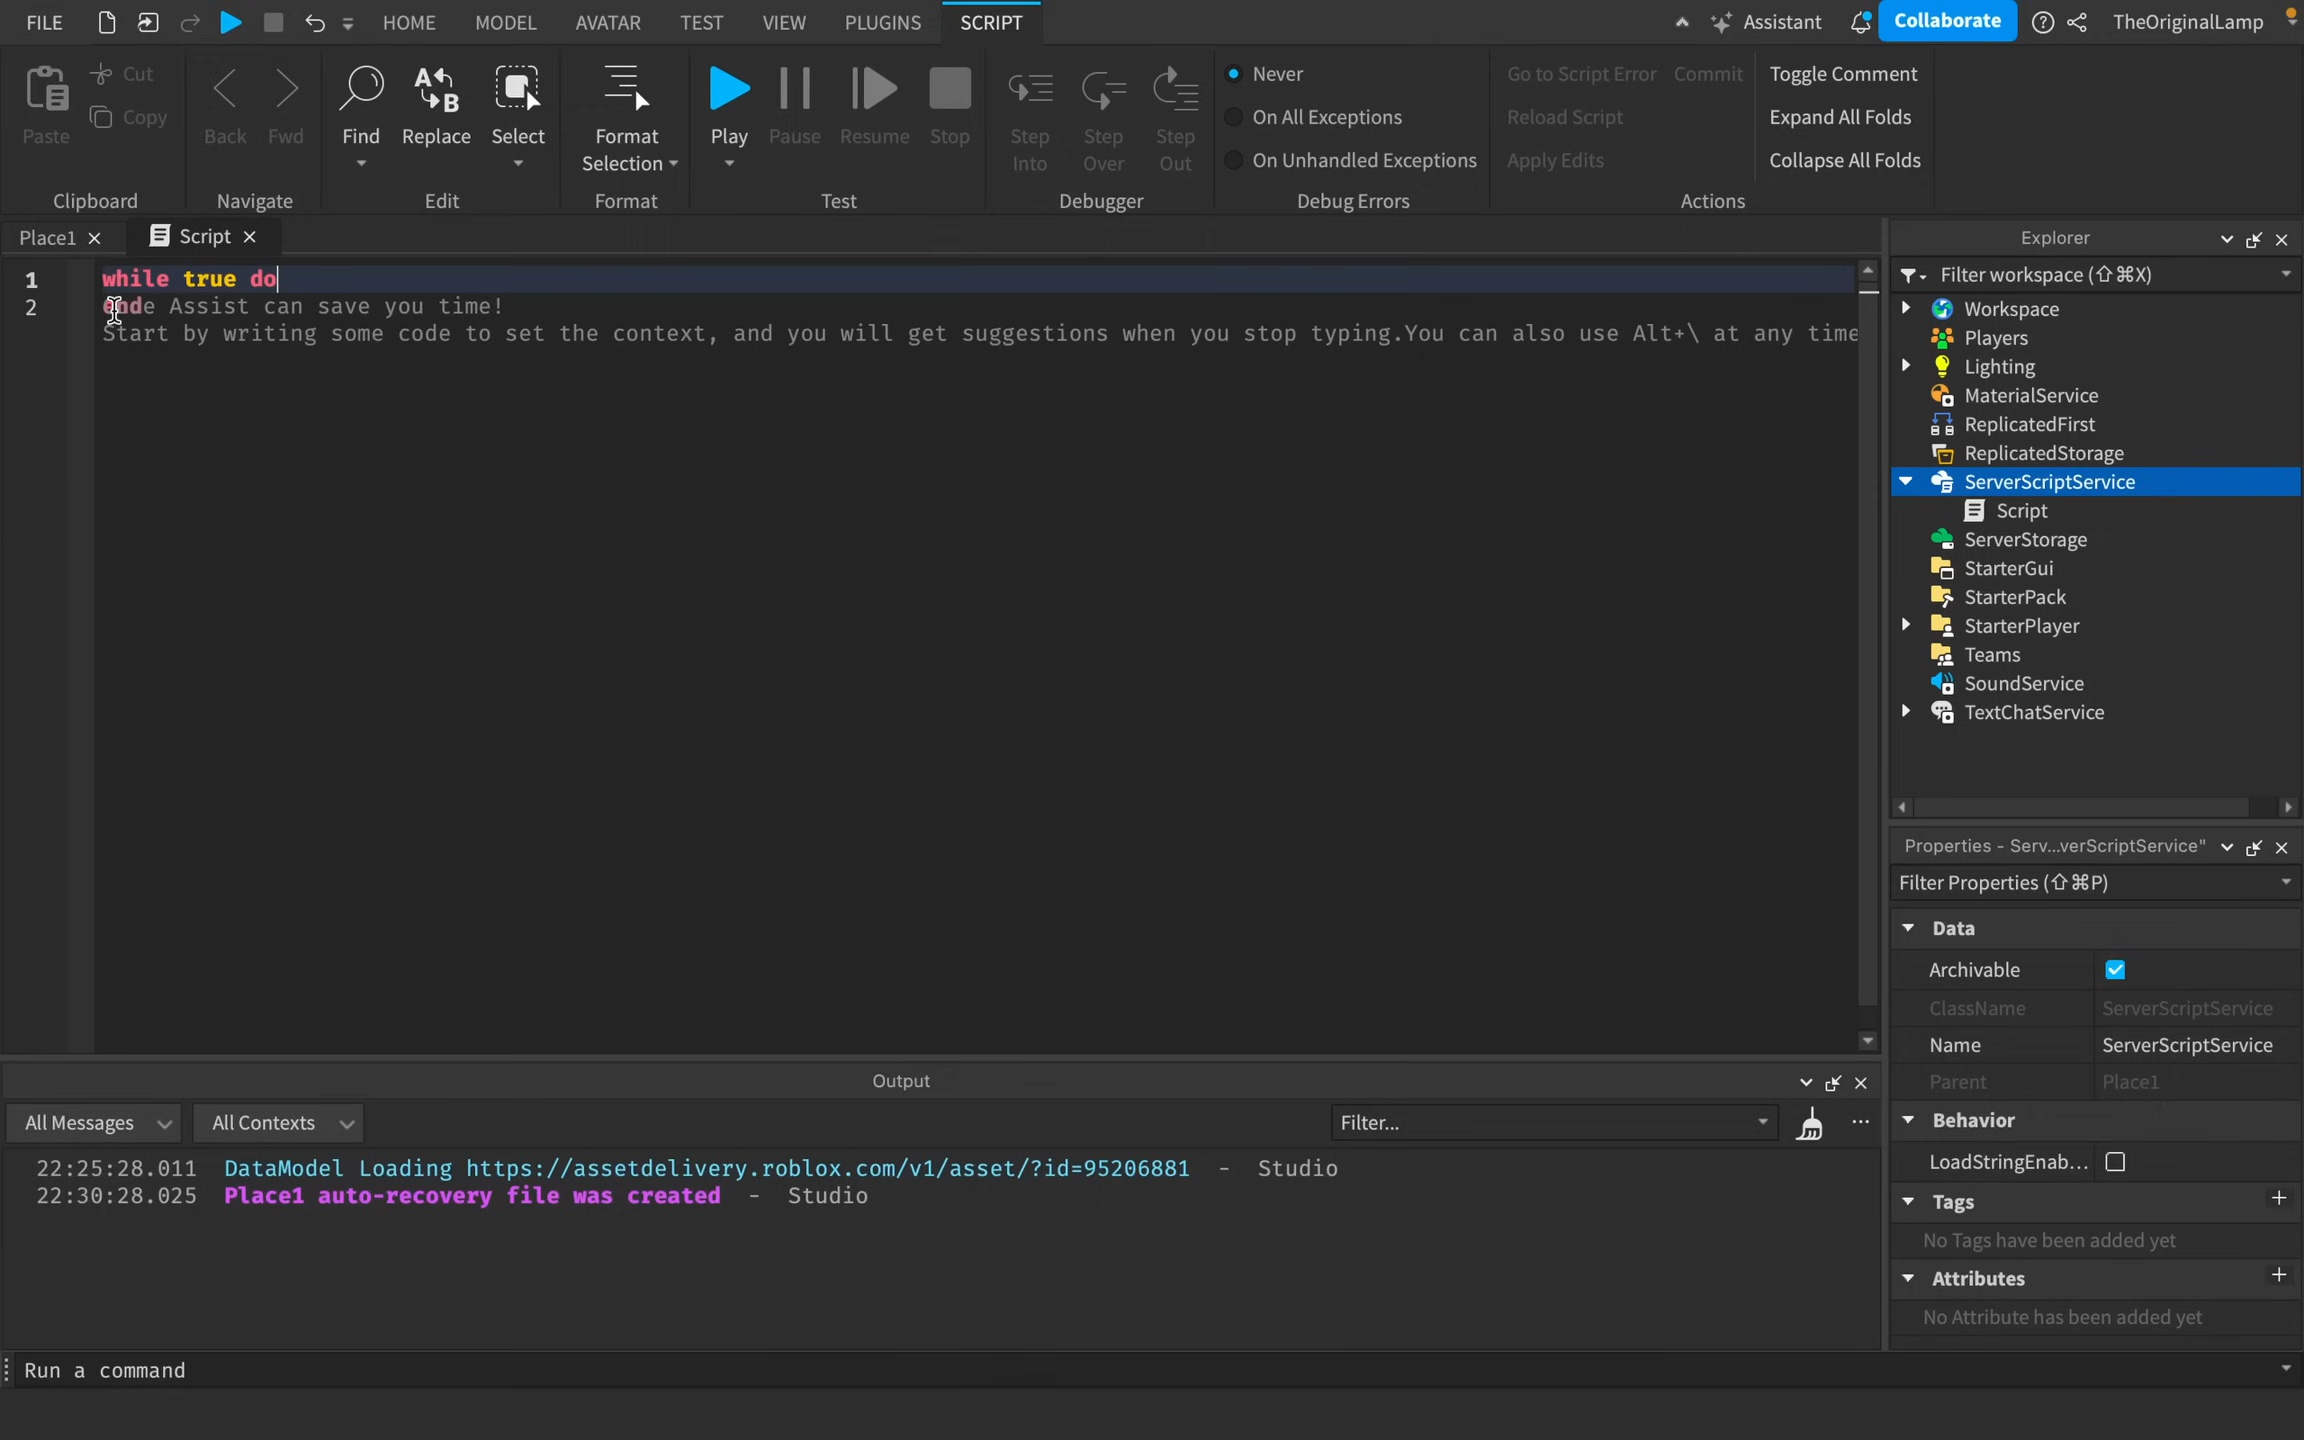 FILE HOME MODEL AVATAR TEST VIEW PLUGINS SCRIPT Assistant Collaborate TheOriginalLamp
Paste Cut Copy
Clipboard
Back Fwd
Navigate
Find Replace Select
Edit
Format Selection
Format
Play Pause Resume Stop
Test
Step Into Step Over Step Out
Debugger
Never
On All Exceptions
On Unhandled Exceptions
Debug Errors
Go to Script Error Commit
Reload Script
Apply Edits
Toggle Comment
Expand All Folds
Collapse All Folds
Actions
Place1 Script
1 while true do
2 end Assist can save you time!
Start by writing some code to set the context, and you will get suggestions when you stop typing.You can also use Alt+\ at any time
Explorer
Filter workspace (⇧⌘X)
Workspace
Players
Lighting
MaterialService
ReplicatedFirst
ReplicatedStorage
ServerScriptService
Script
ServerStorage
StarterGui
StarterPack
StarterPlayer
Teams
SoundService
TextChatService
Properties - Serv...verScriptService"
Filter Properties (⇧⌘P)
Data
Archivable
ClassName ServerScriptService
Name ServerScriptService
Parent Place1
Behavior
LoadStringEnab...
Tags
No Tags have been added yet
Attributes
No Attribute has been added yet
Output
All Messages All Contexts Filter...
22:25:28.011 DataModel Loading https://assetdelivery.roblox.com/v1/asset/?id=95206881 - Studio
22:30:28.025 Place1 auto-recovery file was created - Studio
Run a command